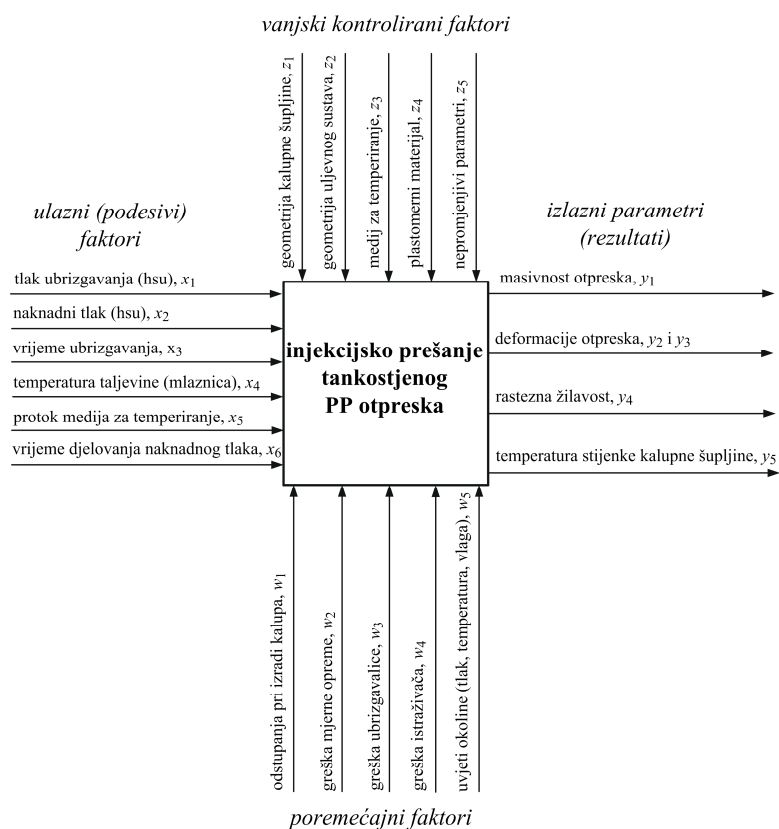 vanjski kontrolirani faktori
geometrija kalupne šupljine, z1
geometrija uljevnog sustava, z2
medij za temperiranje, z3
plastomerni materijal, z4
nepromjenjivi parametri, z5
ulazni (podesivi)
faktori
tlak ubrizgavanja (hsu), x1
naknadni tlak (hsu), x2
vrijeme ubrizgavanja, x3
temperatura taljevine (mlaznica), x4
protok medija za temperiranje, x5
vrijeme djelovanja naknadnog tlaka, x6
injekcijsko prešanje
tankostjenog
PP otpreska
izlazni parametri
(rezultati)
masivnost otpreska, y1
deformacije otpreska, y2 i y3
rastezna žilavost, y4
temperatura stijenke kalupne šupljine, y5
odstupanja pri izradi kalupa, w1
greška mjerne opreme, w2
greška ubrizgavalice, w3
greška istraživača, w4
uvjeti okoline (tlak, temperatura, vlaga), w5
poremećajni faktori